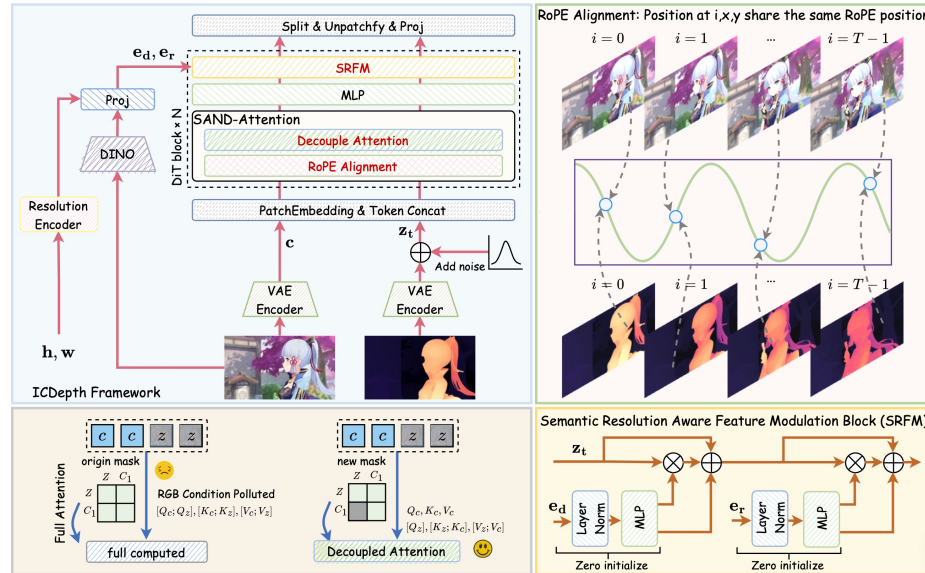 Split & Unpatchfy & Proj
e_d, e_r
SRFM
MLP
SAND-Attention
Decouple Attention
RoPE Alignment
DiT block × N
Proj
DINO
Resolution
Encoder
PatchEmbedding & Token Concat
c
z_t
Add noise
VAE
Encoder
VAE
Encoder
h, w
ICDepth Framework
RoPE Alignment: Position at i,x,y share the same RoPE position
i = 0
i = 1
...
i = T − 1
i = 0
i = 1
...
i = T − 1
c c z z
origin mask
Z C_1
Z
C_1
Full Attention
RGB Condition Polluted
[Q_c; Q_z], [K_c; K_z], [V_c; V_z]
full computed
c c z z
new mask
Z C_1
Z
C_1
Q_c, K_c, V_c
[Q_z], [K_z; K_c], [V_z; V_c]
Decoupled Attention
Semantic Resolution Aware Feature Modulation Block (SRFM)
z_t
e_d
Layer
Norm
MLP
Zero initialize
e_r
Layer
Norm
MLP
Zero initialize